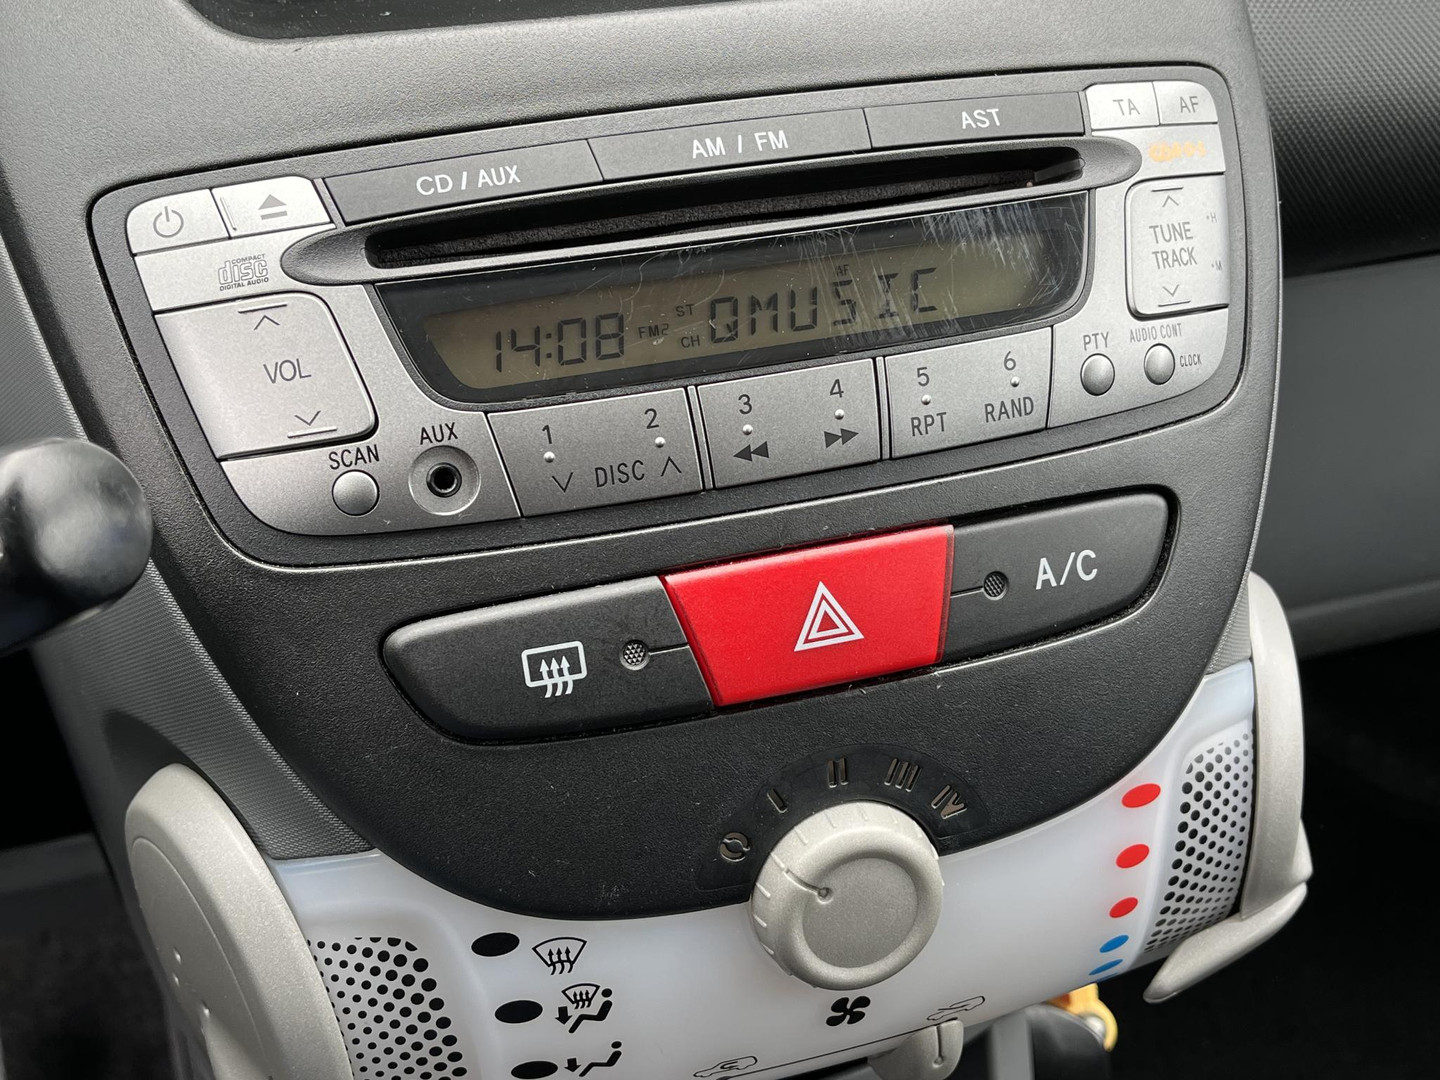 TA AF
AST
AM / FM
CD / AUX
COMPACT
disc
DIGITAL AUDIO
TUNE
TRACK
H
M
VOL
14:08 FM2 ST CH AF QMUSIC
PTY
AUDIO CONT
CLOCK
SCAN
AUX
1 2
DISC
3 4
5 6
RPT RAND
A/C
I II III IV